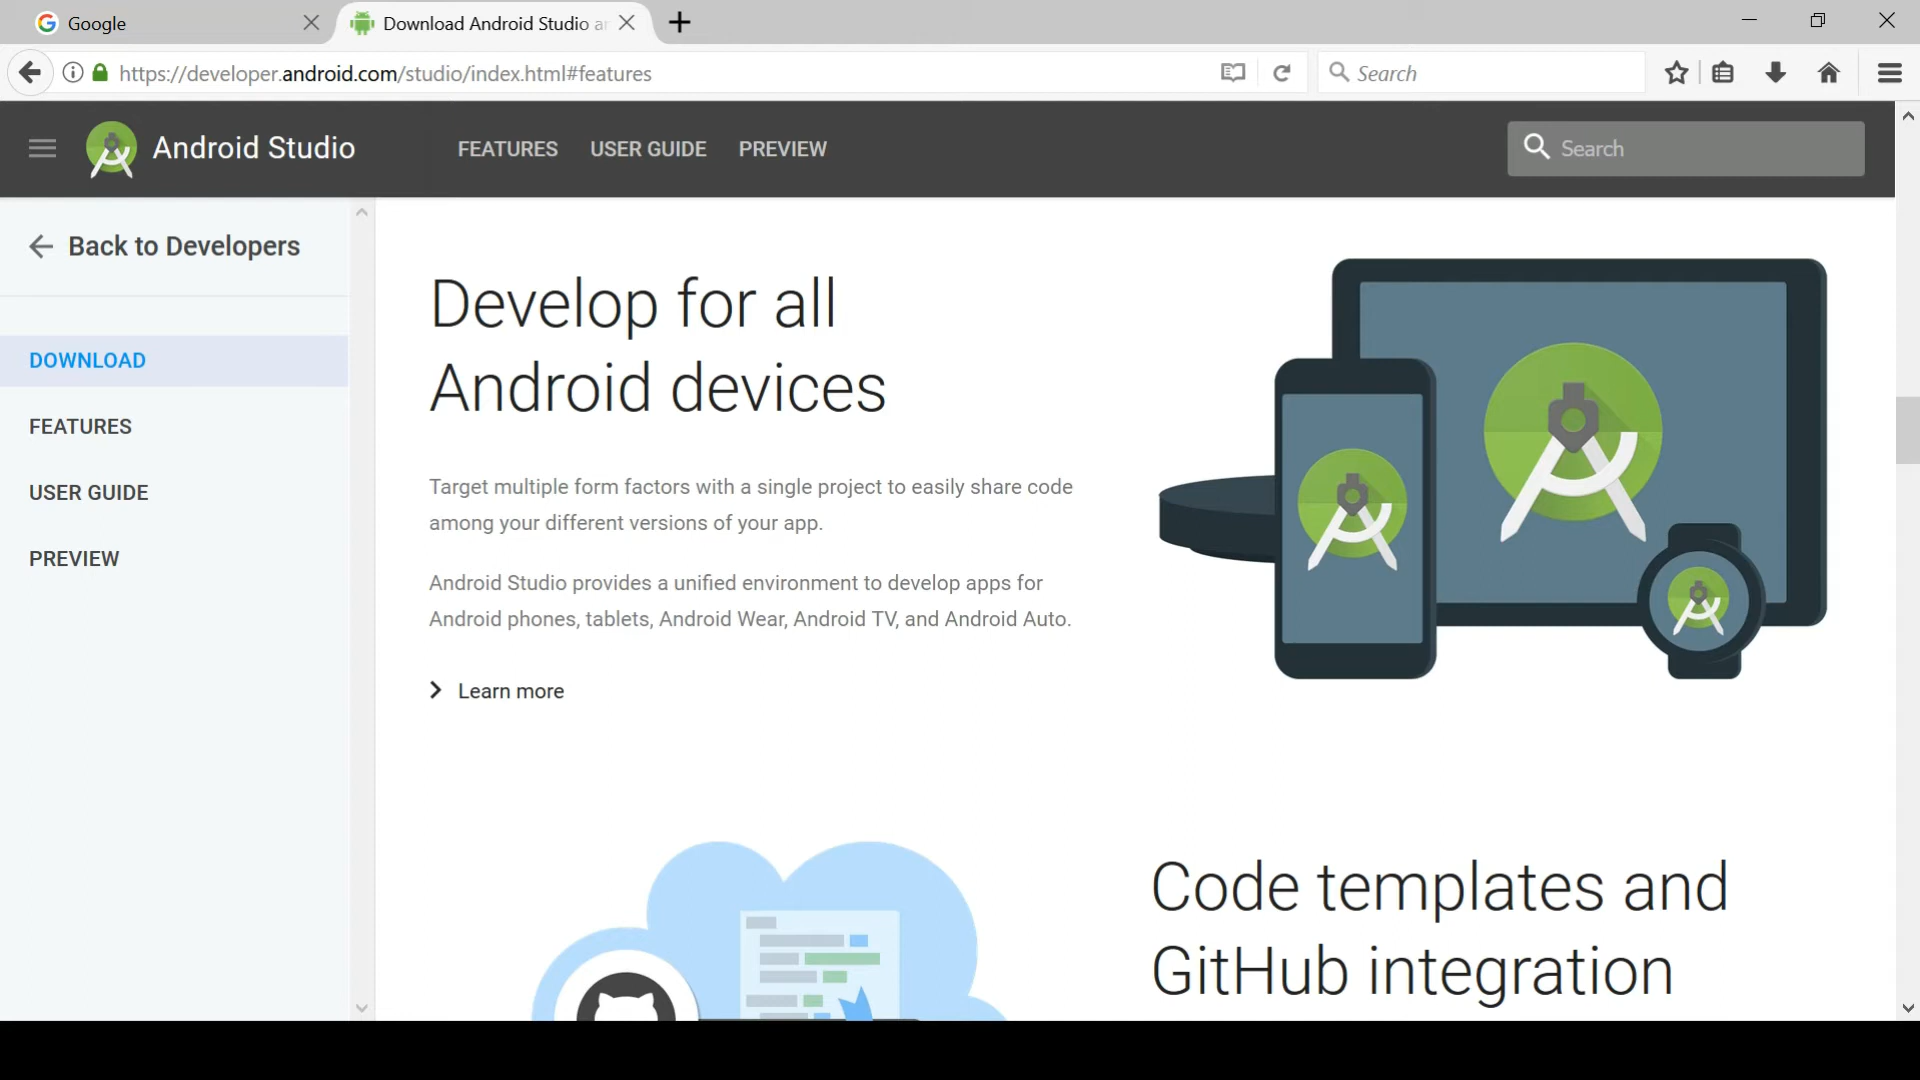 Google
Download Android Studio a
https://developer.android.com/studio/index.html#features
Search
Android Studio
FEATURES
USER GUIDE
PREVIEW
Search
Back to Developers
DOWNLOAD
FEATURES
USER GUIDE
PREVIEW
Develop for all
Android devices
Target multiple form factors with a single project to easily share code
among your different versions of your app.
Android Studio provides a unified environment to develop apps for
Android phones, tablets, Android Wear, Android TV, and Android Auto.
Learn more
Code templates and
GitHub integration